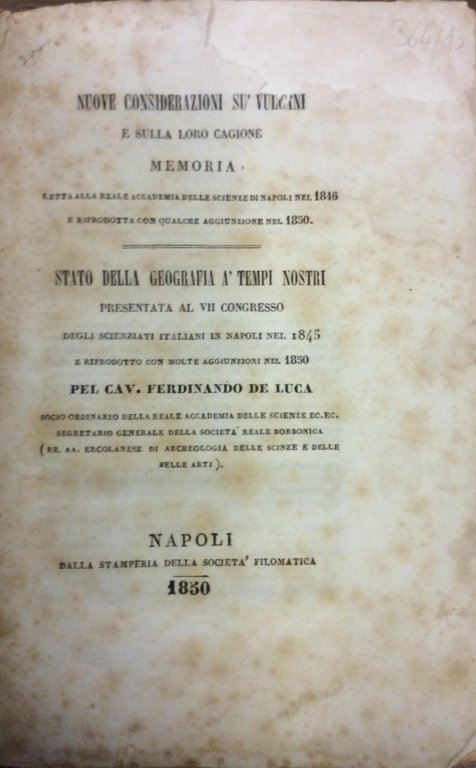 364/13
NUOVE CONSIDERAZIONI SU' VULCANI
E SULLA LORO CAGIONE
MEMORIA
LETTA ALLA REALE ACCADEMIA DELLE SCIENZE DI NAPOLI NEL 1846
E RIPRODOTTA CON QUALCHE AGGIUNZIONE NEL 1850.
STATO DELLA GEOGRAFIA A' TEMPI NOSTRI
PRESENTATA AL VII CONGRESSO
DEGLI SCIENZIATI ITALIANI IN NAPOLI NEL 1845
E RIPRODOTTO CON MOLTE AGGIUNZIONI NEL 1850
PEL CAV. FERDINANDO DE LUCA
SOCIO ORDINARIO DELLA REALE ACCADEMIA DELLE SCIENZE EC. EC.
SEGRETARIO GENERALE DELLA SOCIETA' REALE BORBONICA
( RR. AA. ERCOLANESE DI ARCHEOLOGIA DELLE SCINZE E DELLE
BELLE ARTI ).
NAPOLI
DALLA STAMPERIA DELLA SOCIETA' FILOMATICA
1850